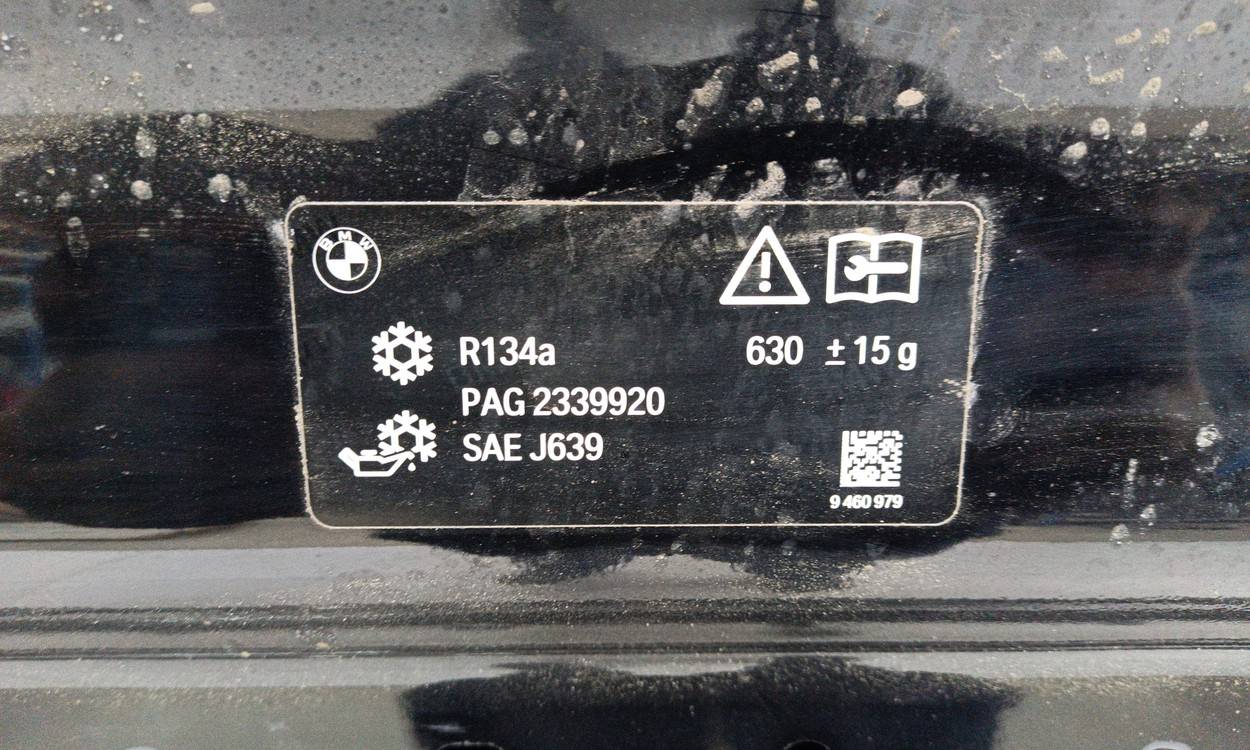 BMW
R134a 630 ± 15 g
PAG 2339920
SAE J639
9 460 979